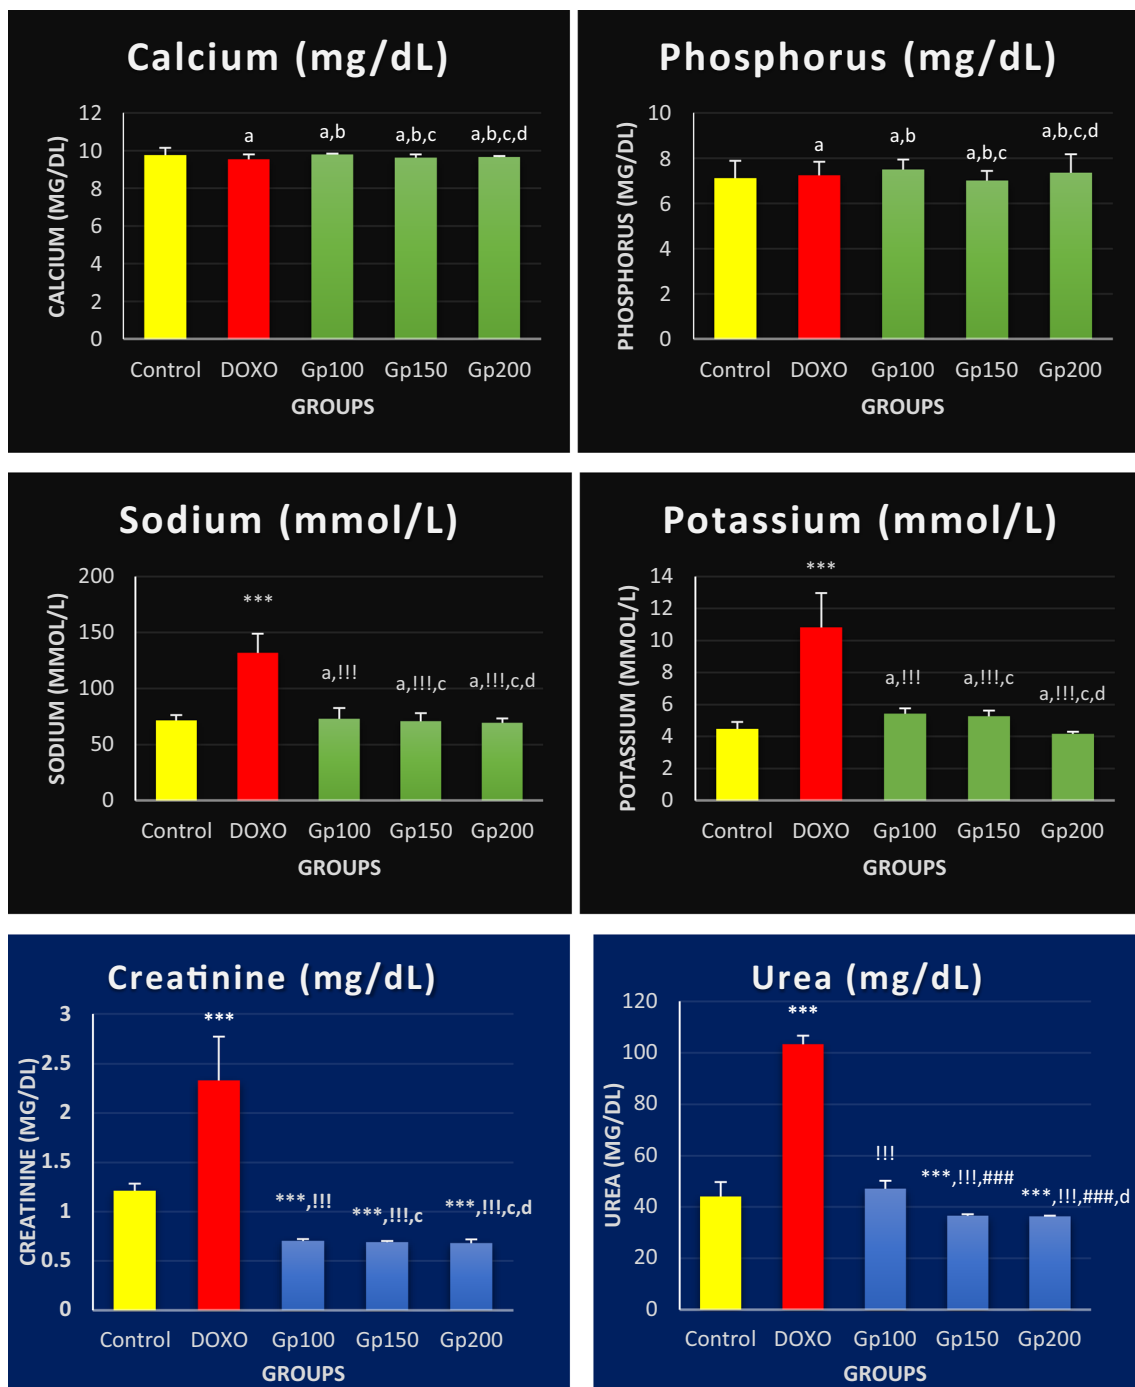 Calcium (mg/dL)
CALCIUM (MG/DL)
12
10
8
6
4
2
0
a
a,b
a,b,c
a,b,c,d
Control DOXO Gp100 Gp150 Gp200
GROUPS
Phosphorus (mg/dL)
PHOSPHORUS (MG/DL)
10
8
6
4
2
0
a
a,b
a,b,c
a,b,c,d
Control DOXO Gp100 Gp150 Gp200
GROUPS
Sodium (mmol/L)
SODIUM (MMOL/L)
200
150
100
50
0
***
a,!!!
a,!!!,c
a,!!!,c,d
Control DOXO Gp100 Gp150 Gp200
GROUPS
Potassium (mmol/L)
POTASSIUM (MMOL/L)
14
12
10
8
6
4
2
0
***
a,!!!
a,!!!,c
a,!!!,c,d
Control DOXO Gp100 Gp150 Gp200
GROUPS
Creatinine (mg/dL)
CREATININE (MG/DL)
3
2.5
2
1.5
1
0.5
0
***
***,!!!
***,!!!,c
***,!!!,c,d
Control DOXO Gp100 Gp150 Gp200
GROUPS
Urea (mg/dL)
UREA (MG/DL)
120
100
80
60
40
20
0
***
!!!
***,!!!,###
***,!!!,###,d
Control DOXO Gp100 Gp150 Gp200
GROUPS